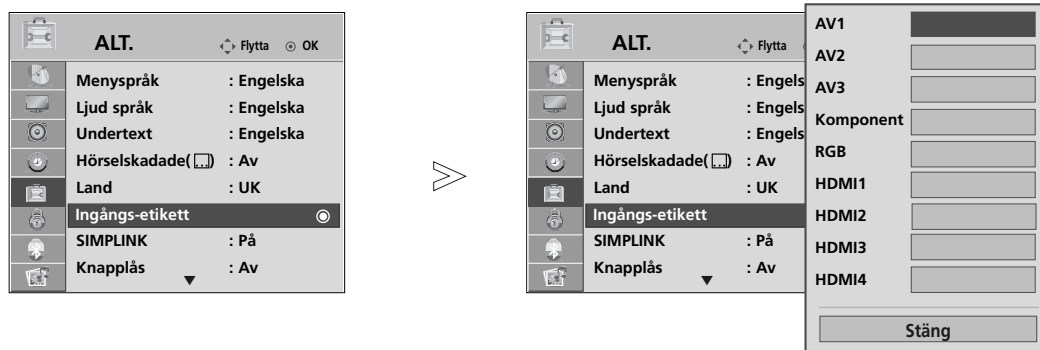 ALT.
Flytta
OK
Menyspråk : Engelska
Ljud språk : Engelska
Undertext : Engelska
Hörselskadade( ) : Av
Land : UK
Ingångs-etikett
SIMPLINK : På
Knapplås : Av
ALT.
Flytta
Menyspråk : Engels
Ljud språk : Engels
Undertext : Engels
Hörselskadade( ) : Av
Land : UK
Ingångs-etikett
SIMPLINK : På
Knapplås : Av
AV1
AV2
AV3
Komponent
RGB
HDMI1
HDMI2
HDMI3
HDMI4
Stäng